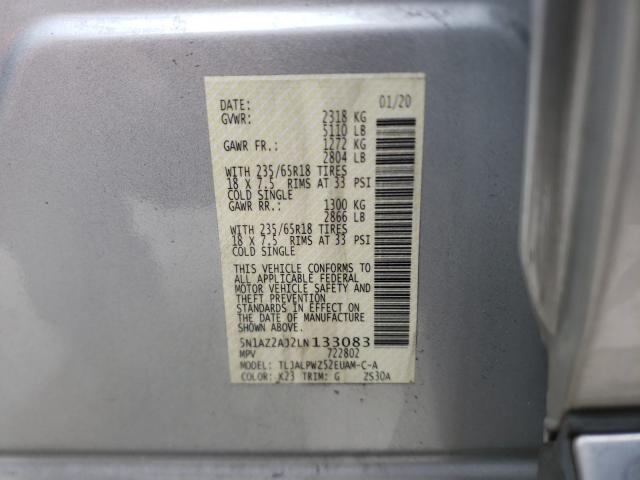 DATE: 01/20
GVWR: 2318 KG
5110 LB
GAWR FR.: 1272 KG
2804 LB
WITH 235/65R18 TIRES
18 X 7.5 RIMS AT 33 PSI
COLD SINGLE
GAWR RR.: 1300 KG
2866 LB
WITH 235/65R18 TIRES
18 X 7.5 RIMS AT 33 PSI
COLD SINGLE
THIS VEHICLE CONFORMS TO
ALL APPLICABLE FEDERAL
MOTOR VEHICLE SAFETY AND
THEFT PREVENTION
STANDARDS IN EFFECT ON
THE DATE OF MANUFACTURE
SHOWN ABOVE.
5N1AZ2AJ2LN133083
MPV 722802
MODEL: TLJALPWZ52EUAM-C-A
COLOR: K23 TRIM: G ZS30A